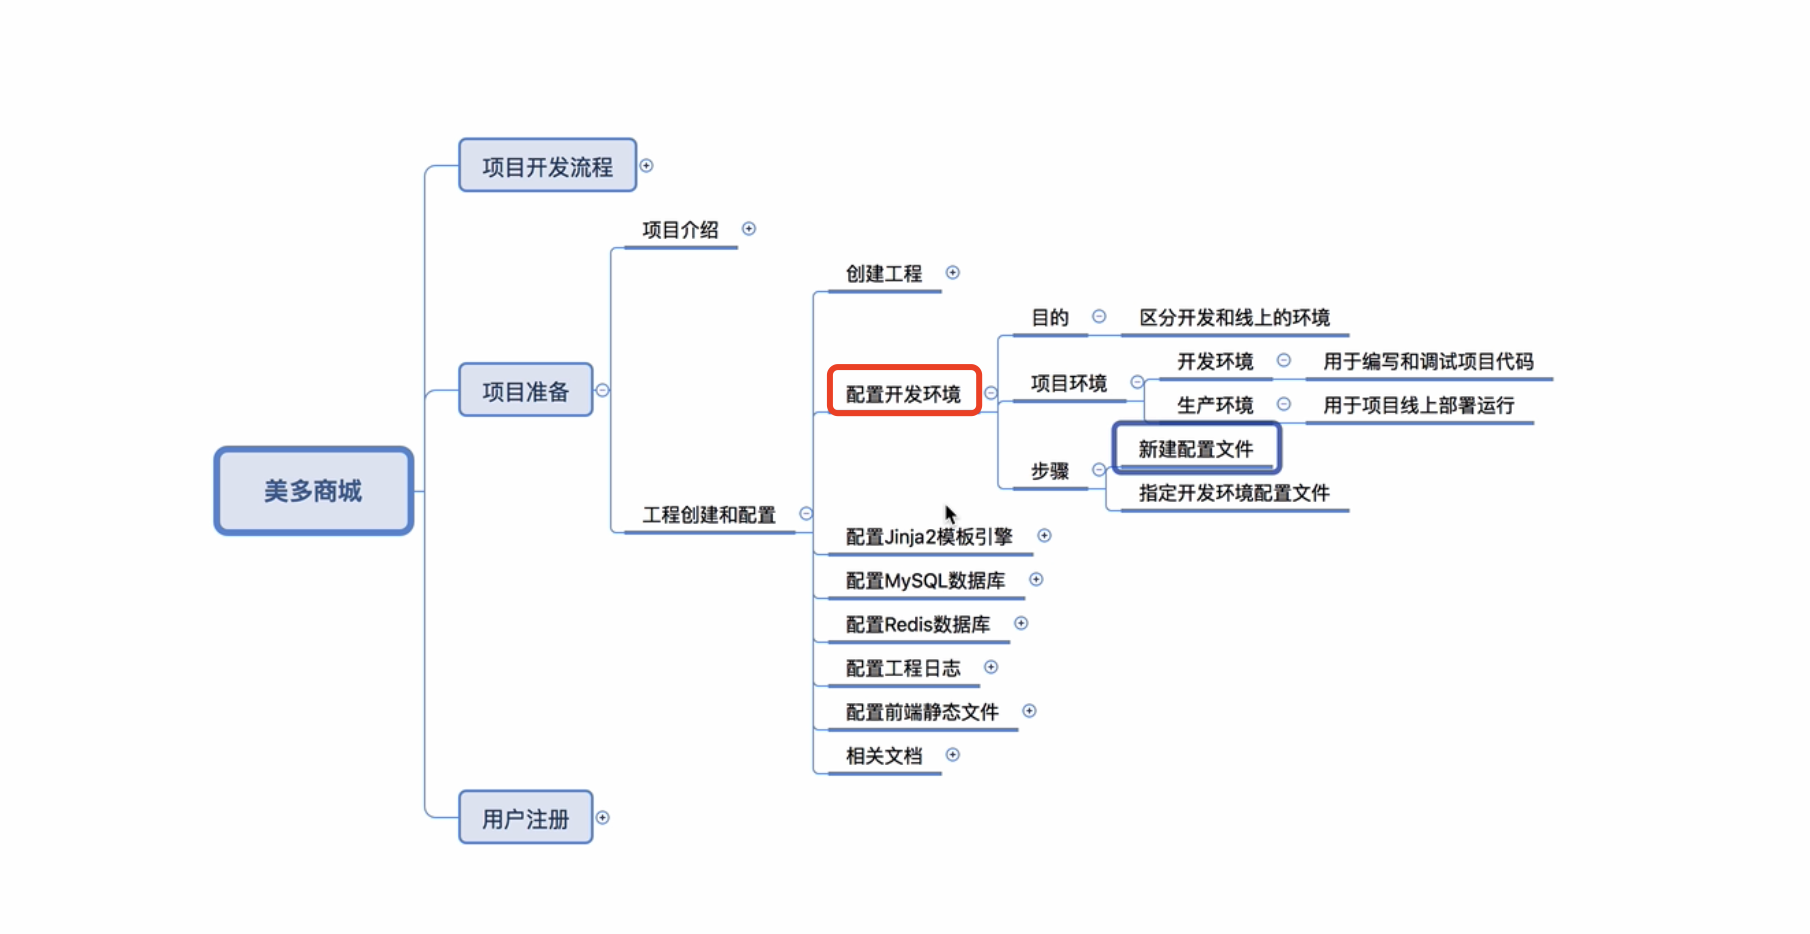 美多商城
项目开发流程
项目准备
项目介绍
工程创建和配置
创建工程
配置开发环境
目的
区分开发和线上的环境
项目环境
开发环境
用于编写和调试项目代码
生产环境
用于项目线上部署运行
步骤
新建配置文件
指定开发环境配置文件
配置Jinja2模板引擎
配置MySQL数据库
配置Redis数据库
配置工程日志
配置前端静态文件
相关文档
用户注册